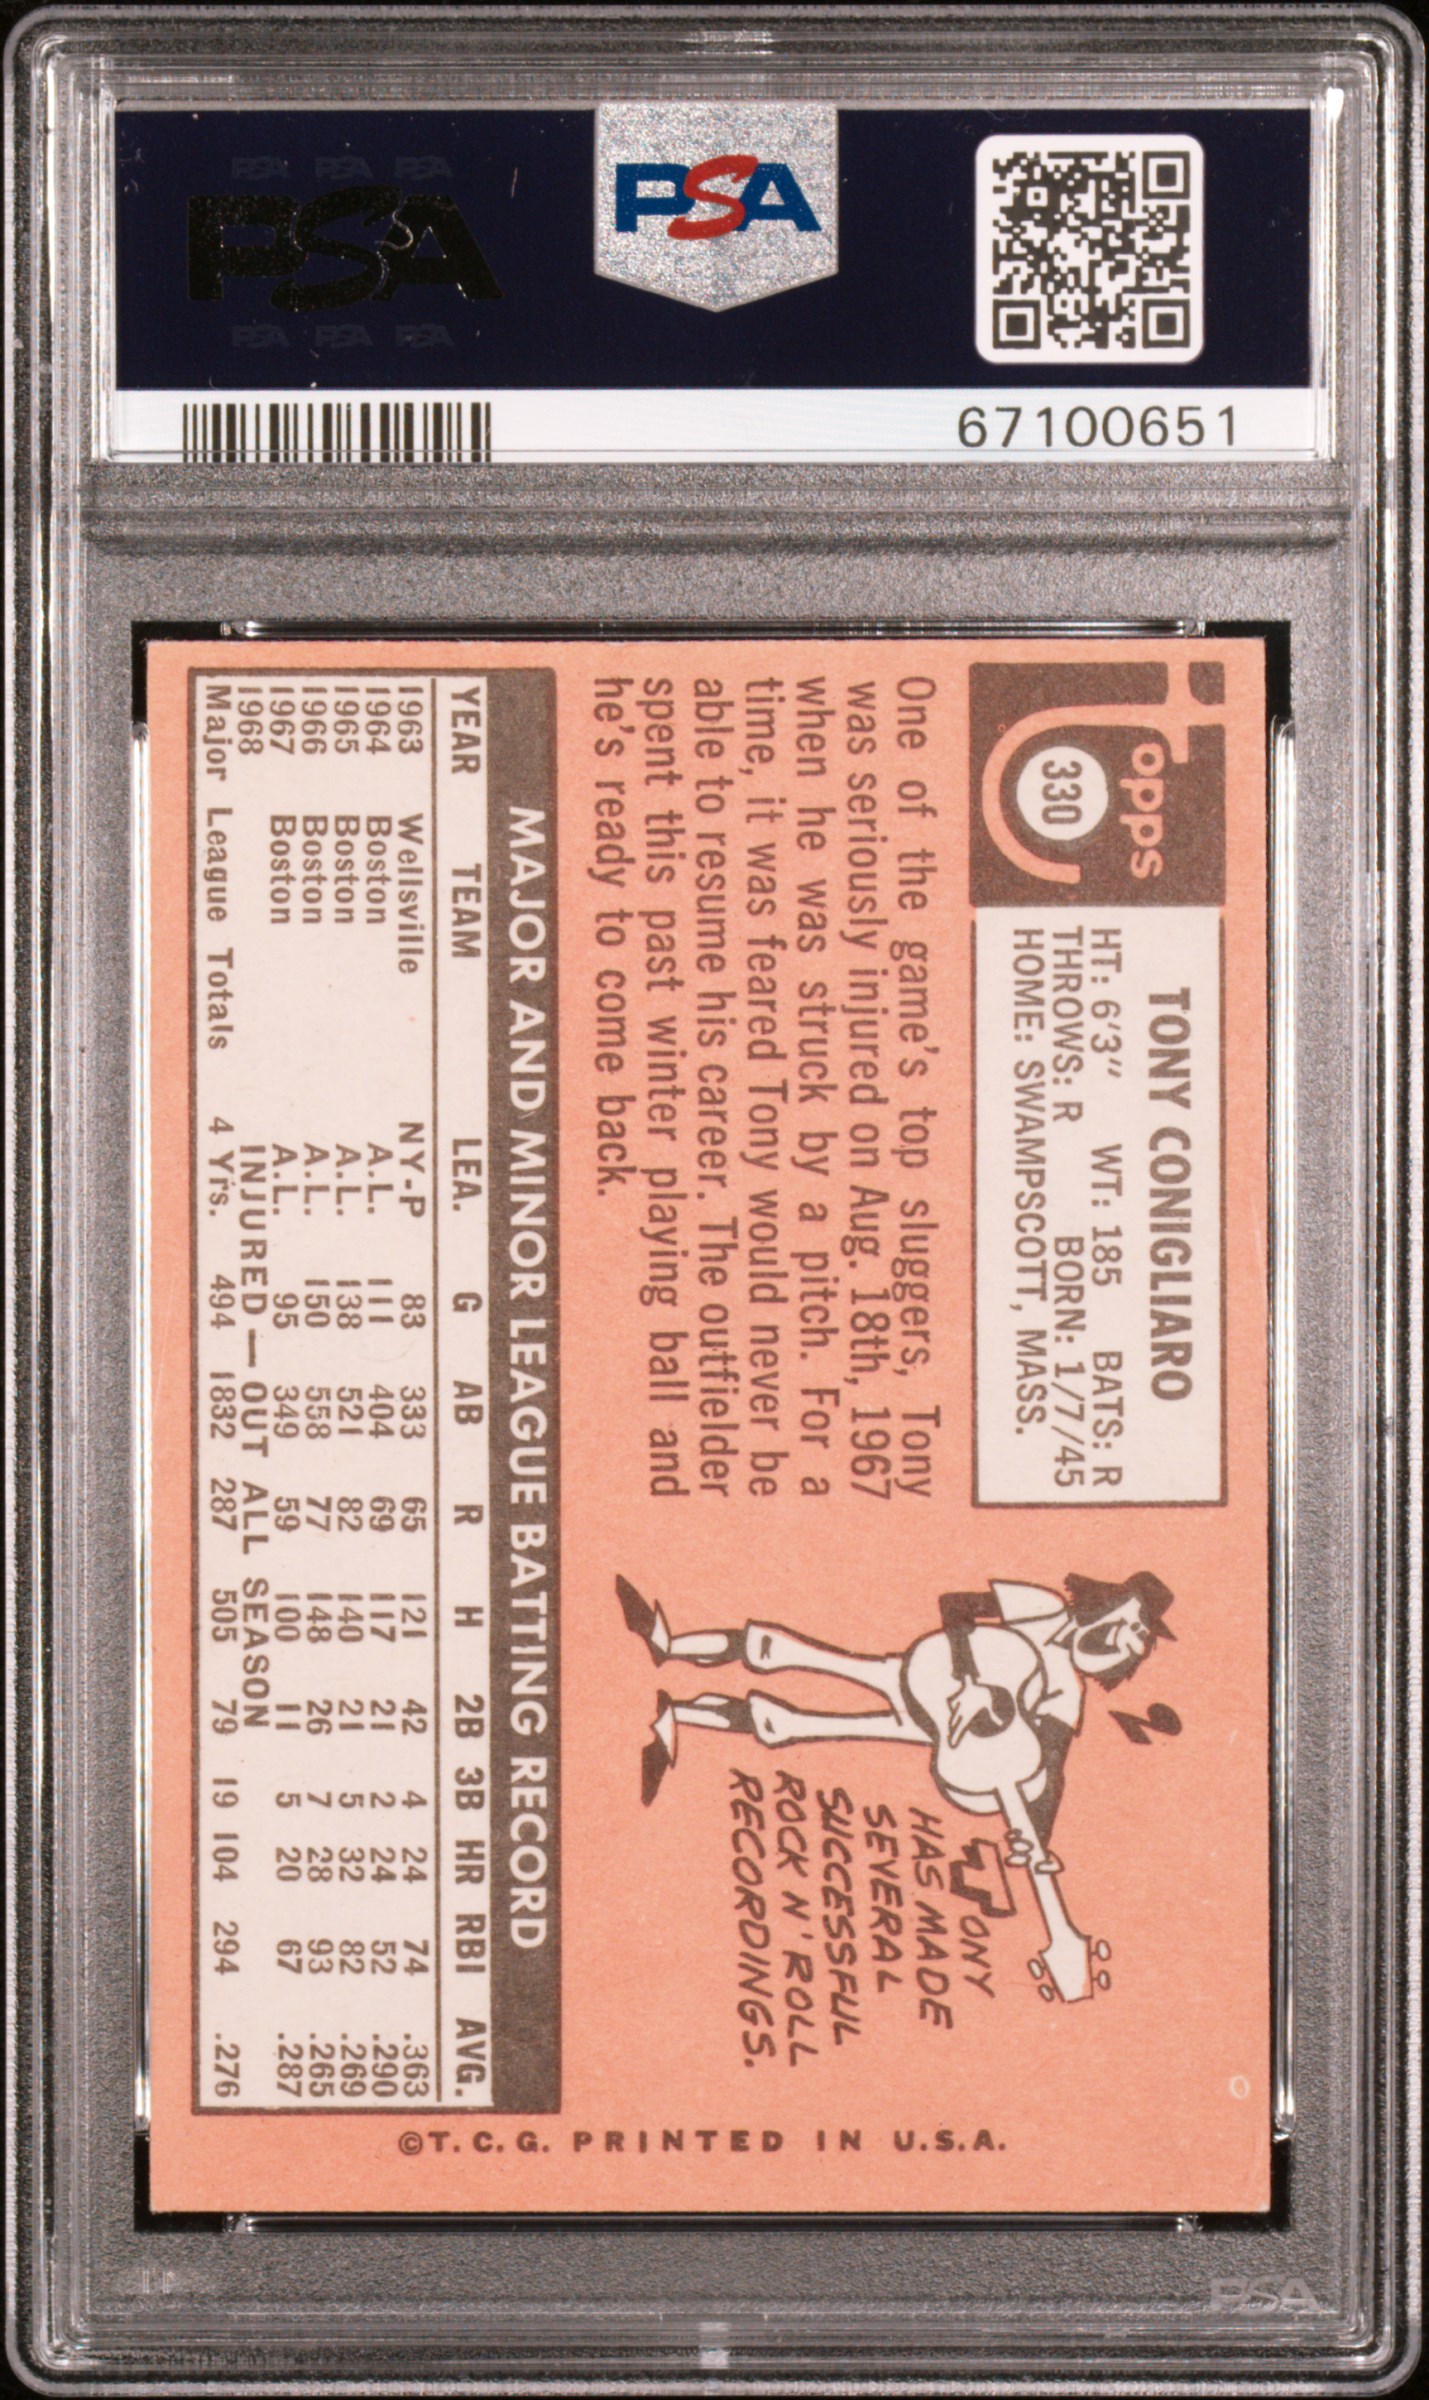 PSA PSA PSA
PSA
PSA PSA PSA
PSA
67100651
Topps
330
TONY CONIGLIARO
HT: 6'3" WT: 185 BATS: R
THROWS: R BORN: 1/7/45
HOME: SWAMPSCOTT, MASS.
One of the game's top sluggers, Tony
was seriously injured on Aug. 18th, 1967
when he was struck by a pitch. For a
time, it was feared Tony would never be
able to resume his career. The outfielder
spent this past winter playing ball and
he's ready to come back.
TONY
HAS MADE
SEVERAL
SUCCESSFUL
ROCK N' ROLL
RECORDINGS.
MAJOR AND MINOR LEAGUE BATTING RECORD
YEAR TEAM LEA. G AB R H 2B 3B HR RBI AVG.
1963 Wellsville NY-P 83 333 65 121 42 4 24 74 .363
1964 Boston A.L. 111 404 69 117 21 2 24 52 .290
1965 Boston A.L. 138 521 82 140 21 5 32 82 .269
1966 Boston A.L. 150 558 77 148 26 7 28 93 .265
1967 Boston A.L. 95 349 59 100 11 5 20 67 .287
1968 INJURED—OUT ALL SEASON
Major League Totals 4 Yrs. 494 1832 287 505 79 19 104 294 .276
©T.C.G. PRINTED IN U.S.A.
PSA